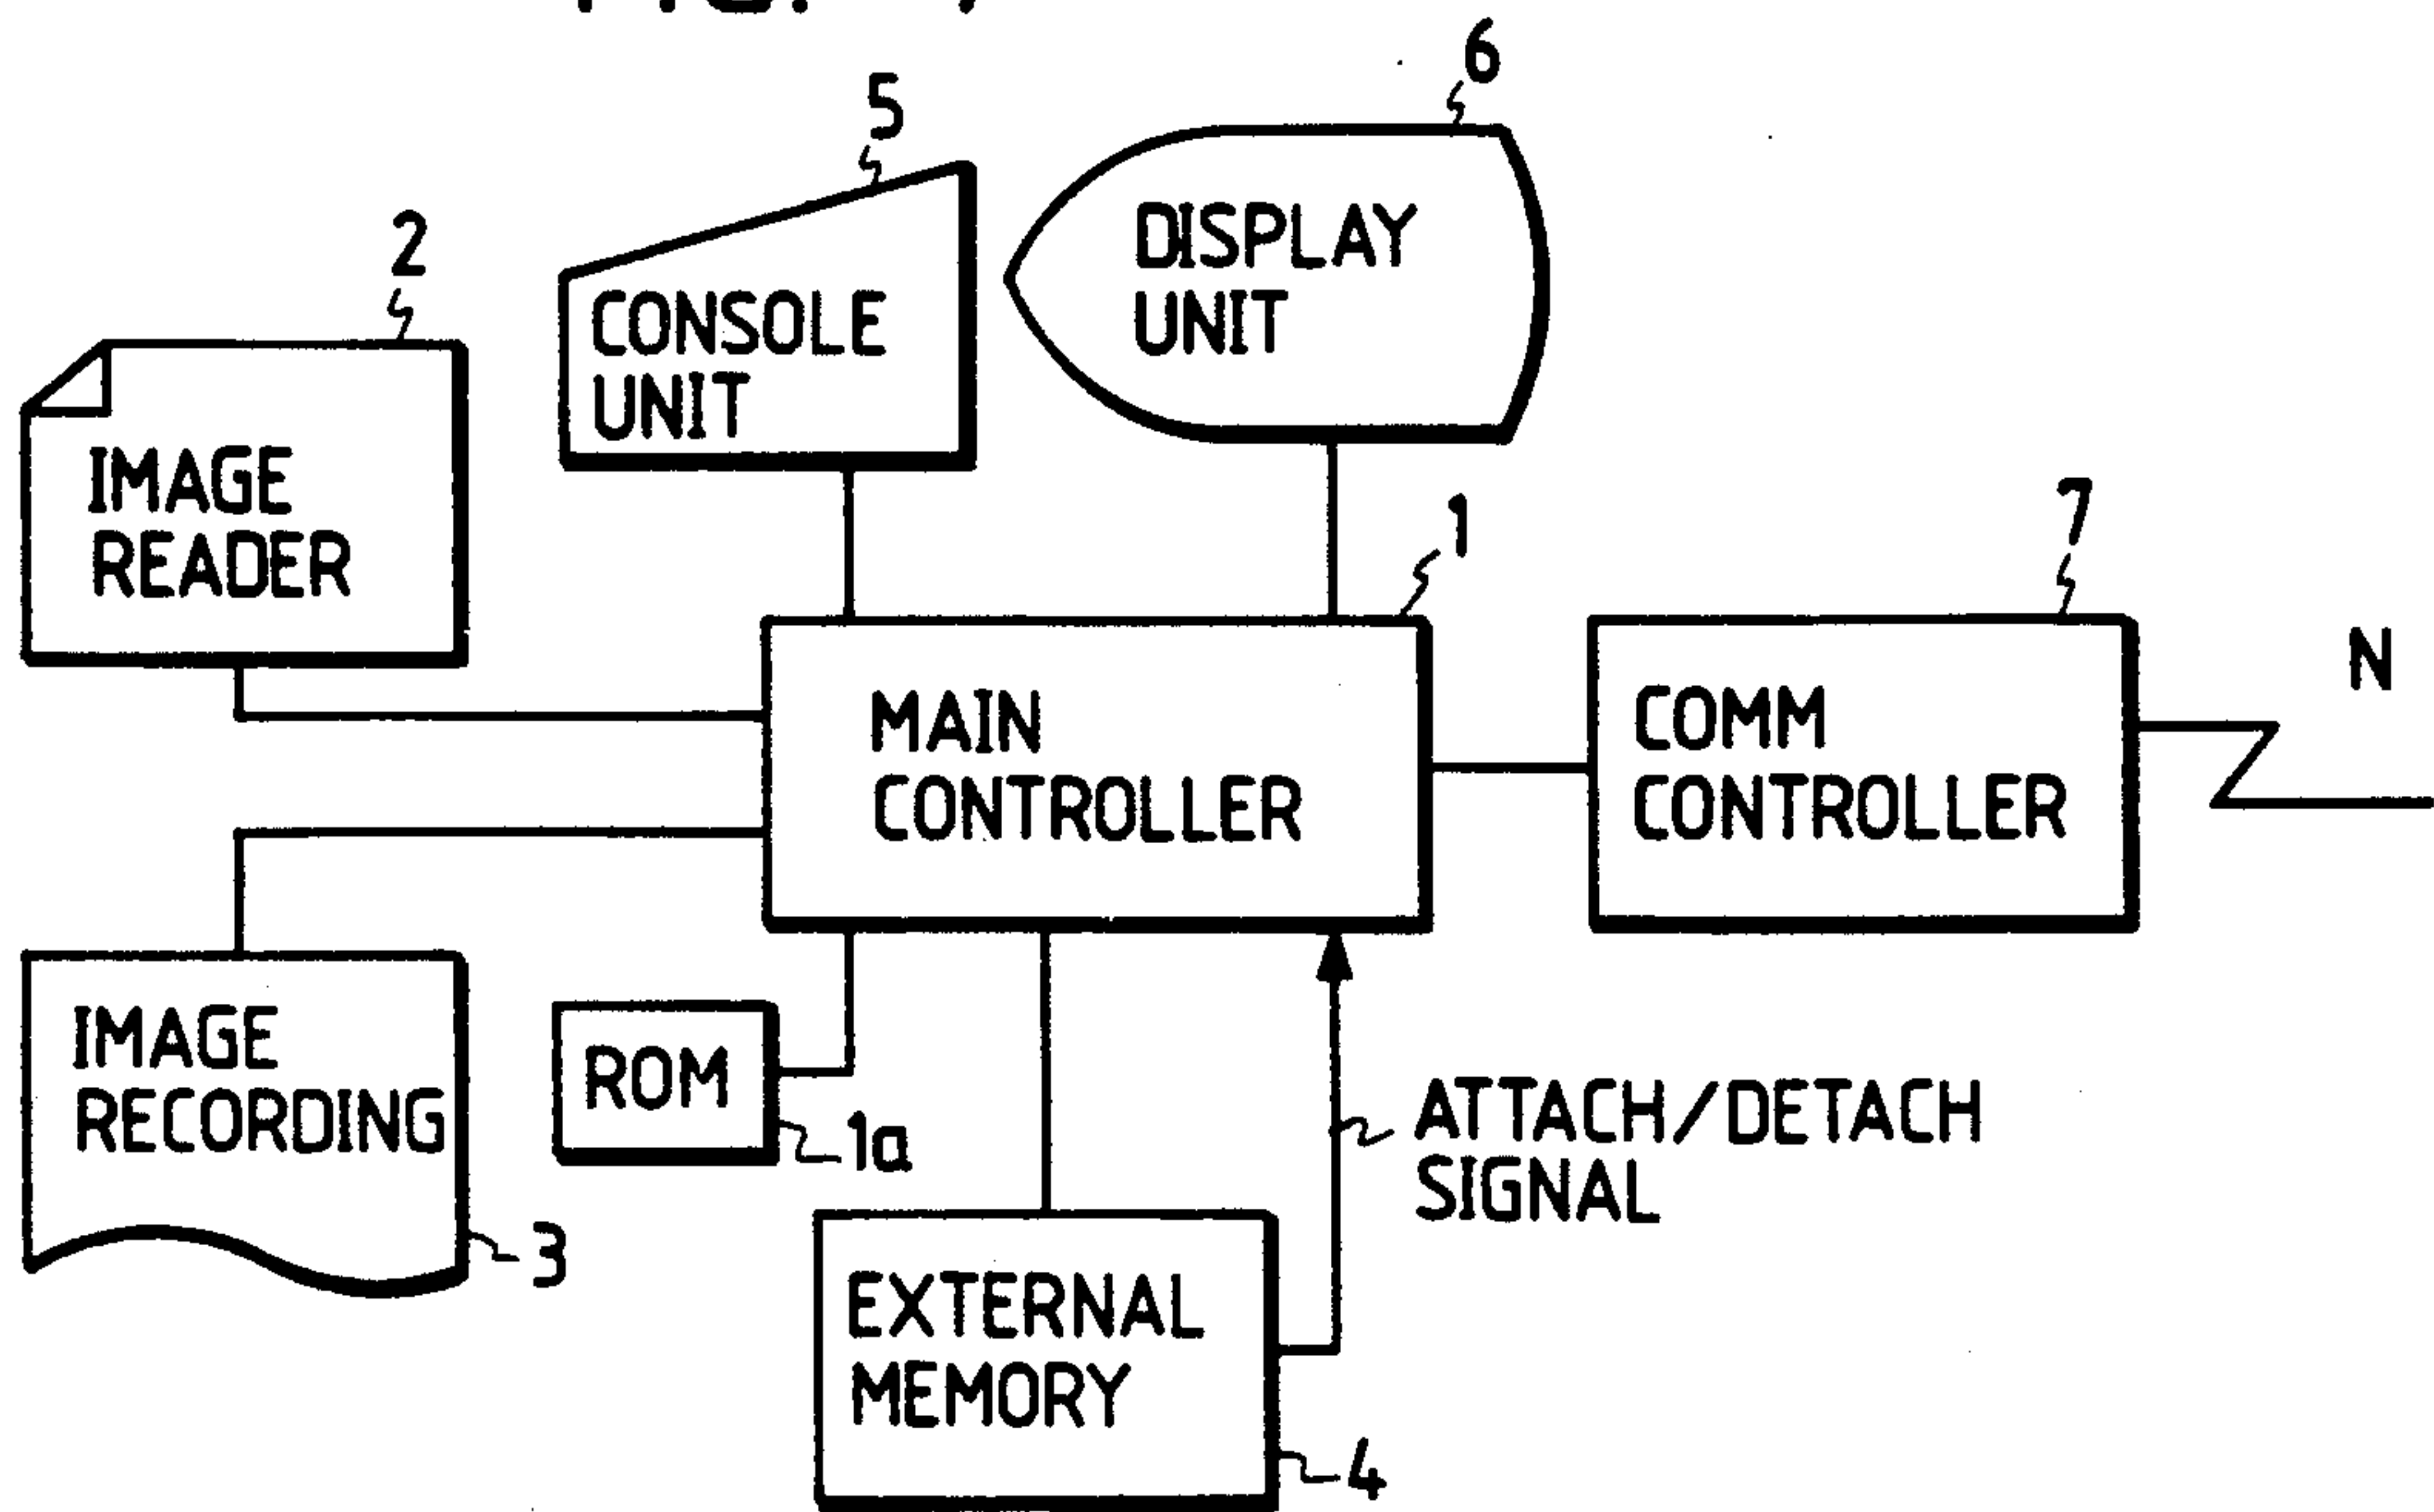 6
5
2
DISPLAY
UNIT
CONSOLE
UNIT
IMAGE
READER
1
7
N
MAIN
CONTROLLER
COMM
CONTROLLER
IMAGE
RECORDING
3
ROM
1a
ATTACH/DETACH
SIGNAL
EXTERNAL
MEMORY
4